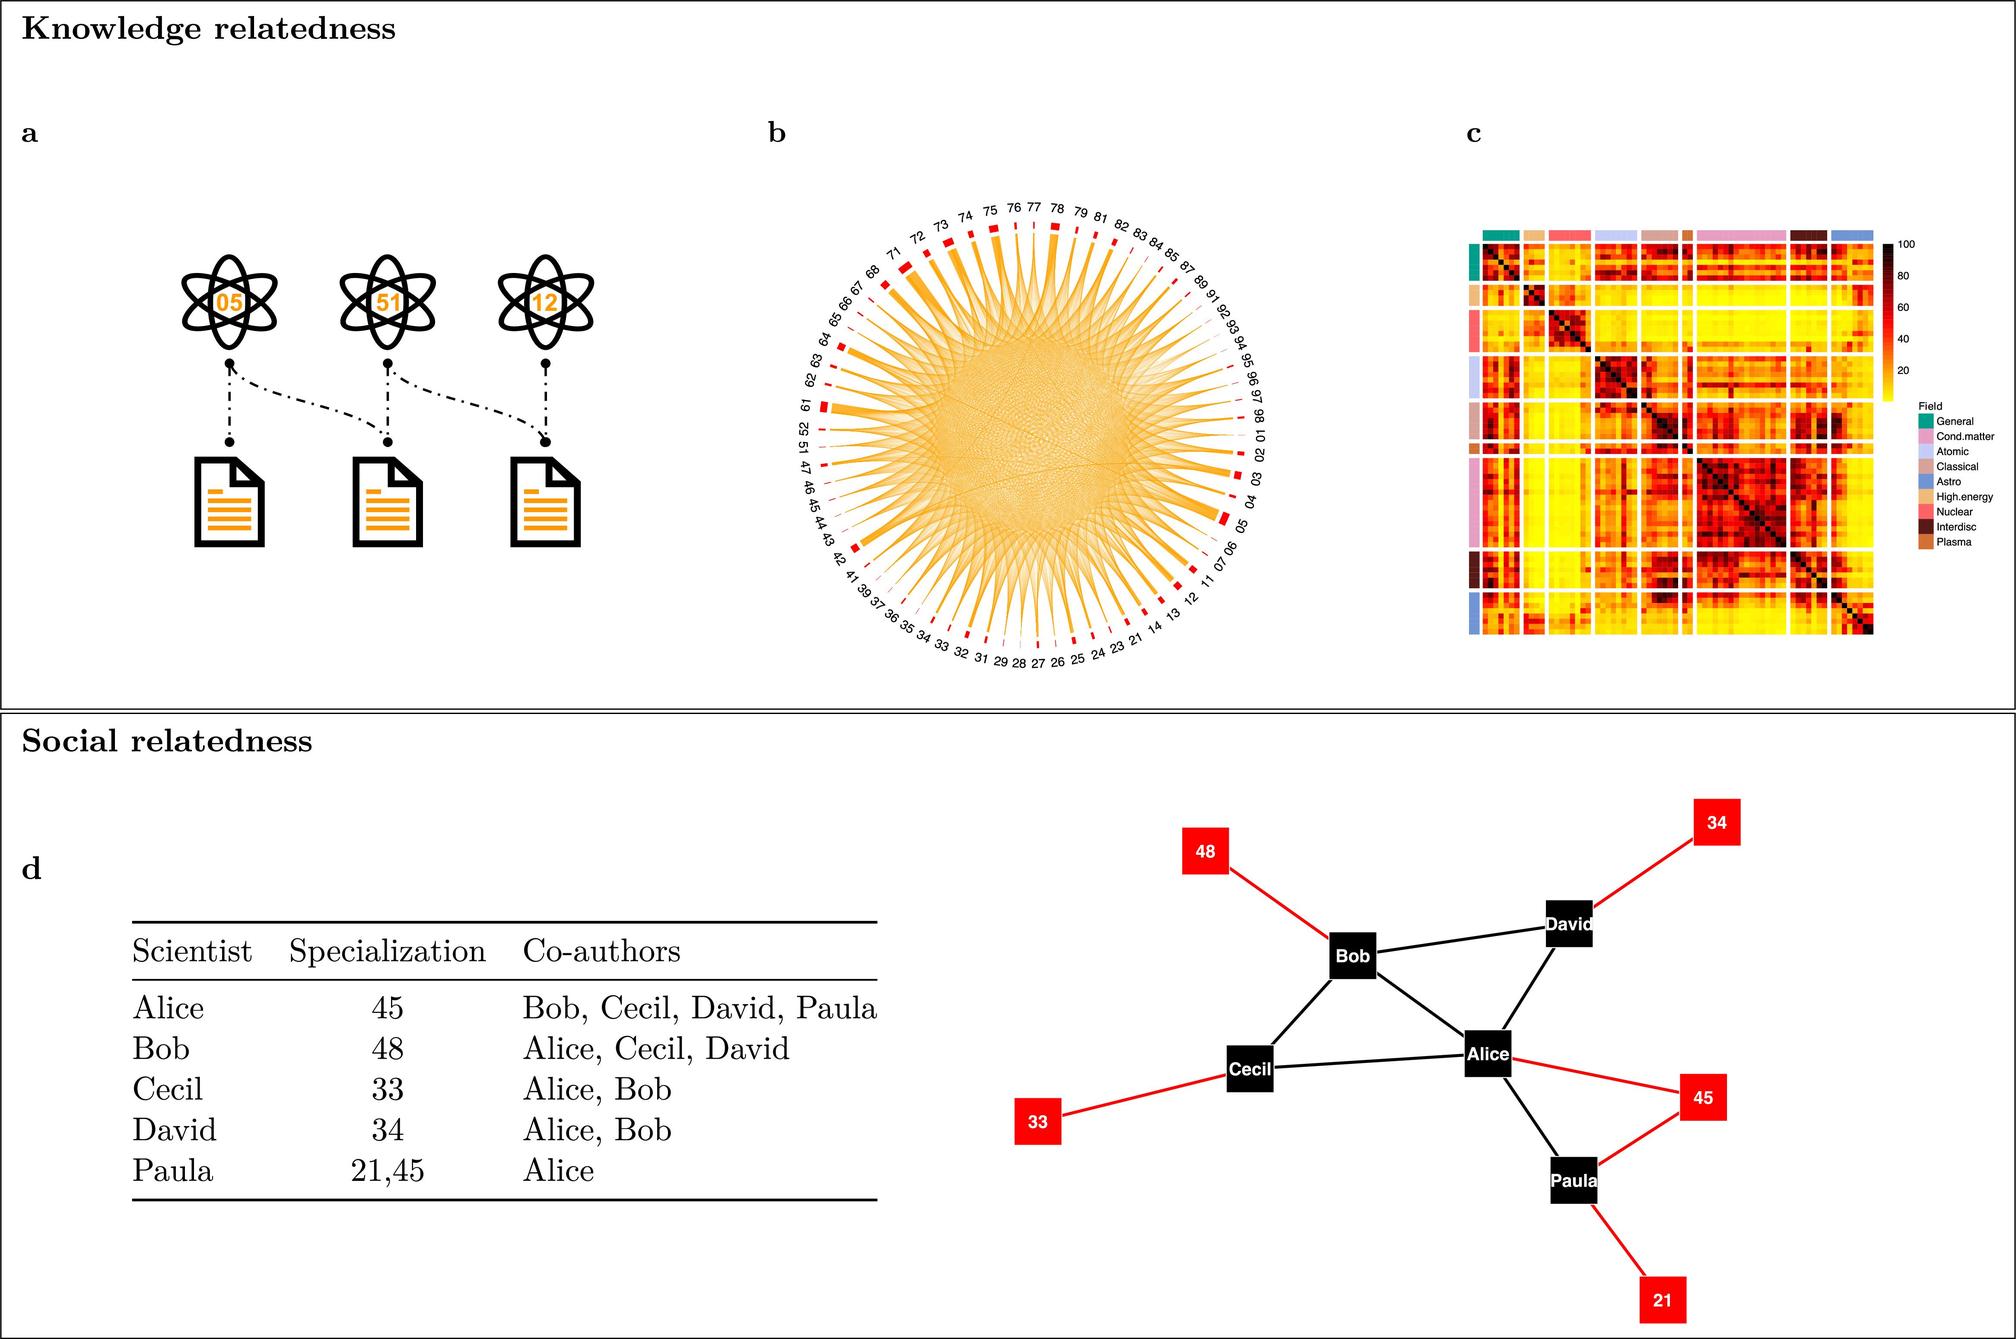 Knowledge relatedness
a
b
c
05 51 12
76 77 78 79 81 82 83 84 85 87 89 91 92 93 94 95 96 97 98 01 02 03 04 05 06 07 11 12 13 14 21 23 24 25 26 27 28 29 31 32 33 34 35 36 37 39 41 42 43 44 45 46 47 51 52 61 62 63 64 65 66 67 68 71 72 73 74 75
100
80
60
40
20
Field
General
Cond.matter
Atomic
Classical
Astro
High.energy
Nuclear
Interdisc
Plasma
Social relatedness
d
Scientist Specialization Co-authors
Alice 45 Bob, Cecil, David, Paula
Bob 48 Alice, Cecil, David
Cecil 33 Alice, Bob
David 34 Alice, Bob
Paula 21,45 Alice
34
48
David
Bob
Alice
Cecil
45
33
Paula
21